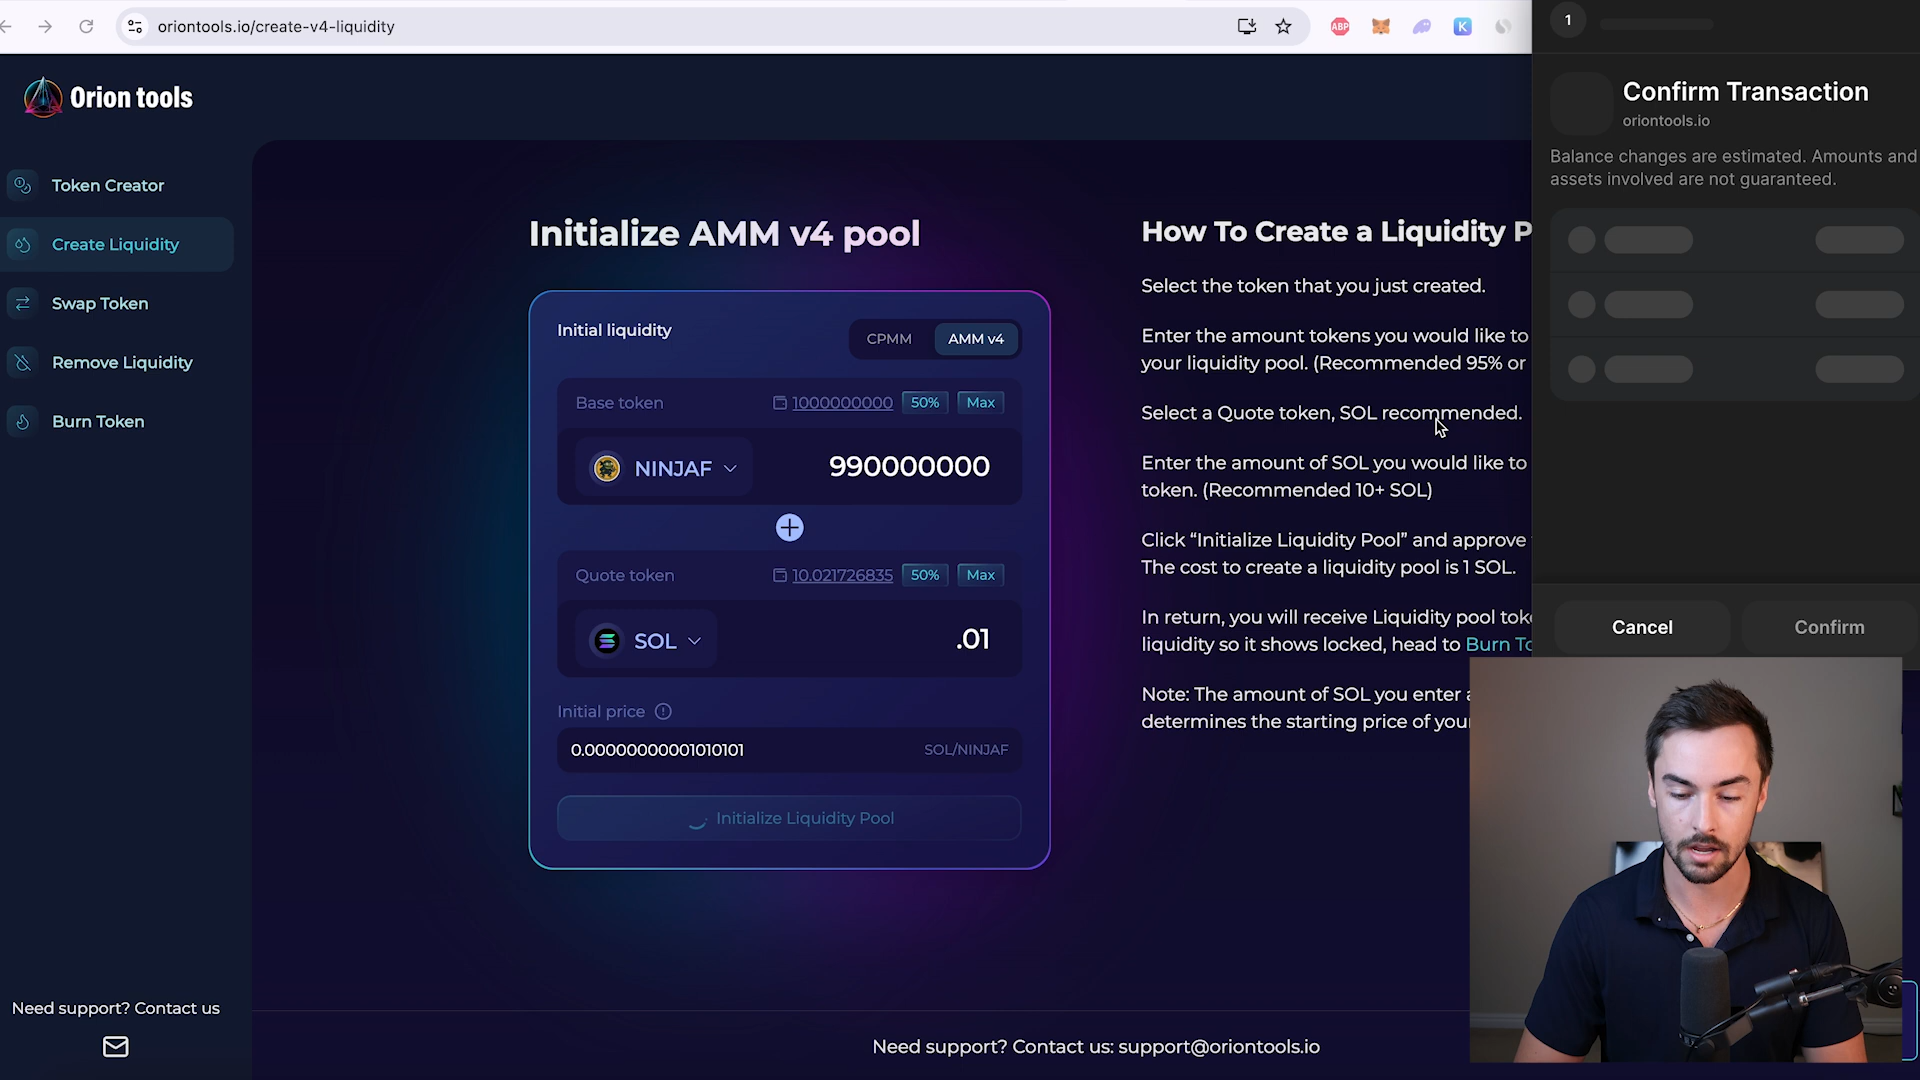 oriontools.io/create-v4-liquidity
ABP
K
1
Orion tools
Confirm Transaction
oriontools.io
Balance changes are estimated. Amounts and
assets involved are not guaranteed.
Token Creator
Create Liquidity
Swap Token
Remove Liquidity
Burn Token
Initialize AMM v4 pool
Initial liquidity
CPMM
AMM v4
Base token
1000000000
50%
Max
NINJAF
990000000
Quote token
10.021726835
50%
Max
SOL
.01
Initial price
0.00000000001010101
SOL/NINJAF
Initialize Liquidity Pool
How To Create a Liquidity P
Select the token that you just created.
Enter the amount tokens you would like to
your liquidity pool. (Recommended 95% or
Select a Quote token, SOL recommended.
Enter the amount of SOL you would like to
token. (Recommended 10+ SOL)
Click “Initialize Liquidity Pool” and approve
The cost to create a liquidity pool is 1 SOL.
In return, you will receive Liquidity pool toke
liquidity so it shows locked, head to Burn To
Note: The amount of SOL you enter a
determines the starting price of your
Cancel
Confirm
Need support? Contact us
Need support? Contact us: support@oriontools.io